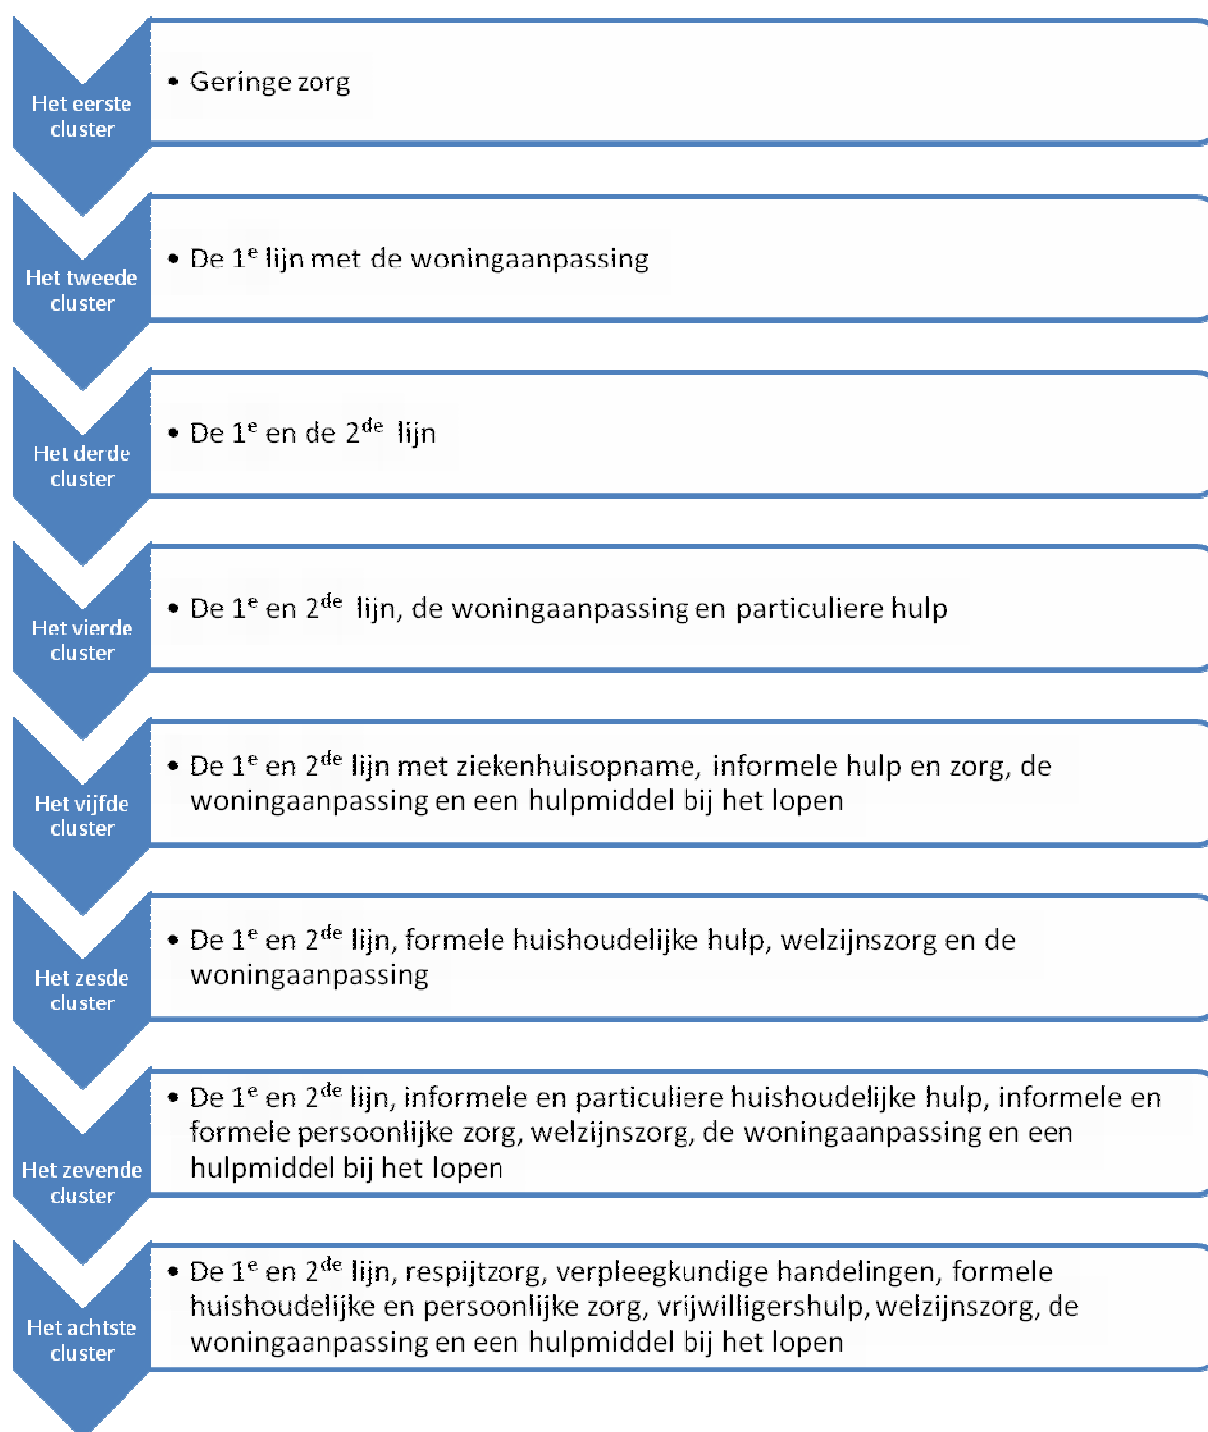 Het eerste
cluster
• Geringe zorg
Het tweede
cluster
• De 1e lijn met de woningaanpassing
Het derde
cluster
• De 1e en de 2de lijn
Het vierde
cluster
• De 1e en 2de lijn, de woningaanpassing en particuliere hulp
Het vijfde
cluster
• De 1e en 2de lijn met ziekenhuisopname, informele hulp en zorg, de
woningaanpassing en een hulpmiddel bij het lopen
Het zesde
cluster
• De 1e en 2de lijn, formele huishoudelijke hulp, welzijnszorg en de
woningaanpassing
Het zevende
cluster
• De 1e en 2de lijn, informele en particuliere huishoudelijke hulp, informele en
formele persoonlijke zorg, welzijnszorg, de woningaanpassing en een
hulpmiddel bij het lopen
Het achtste
cluster
• De 1e en 2de lijn, respijtzorg, verpleegkundige handelingen, formele
huishoudelijke en persoonlijke zorg, vrijwilligershulp, welzijnszorg, de
woningaanpassing en een hulpmiddel bij het lopen